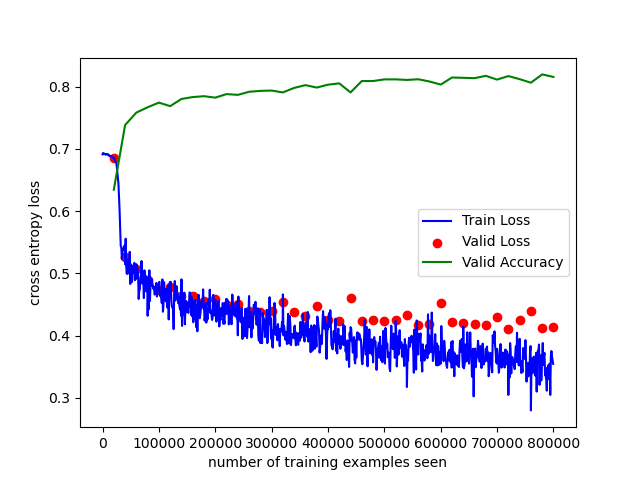 0.8
0.7
0.6
0.5
0.4
0.3
cross entropy loss
Train Loss
Valid Loss
Valid Accuracy
0 100000 200000 300000 400000 500000 600000 700000 800000
number of training examples seen